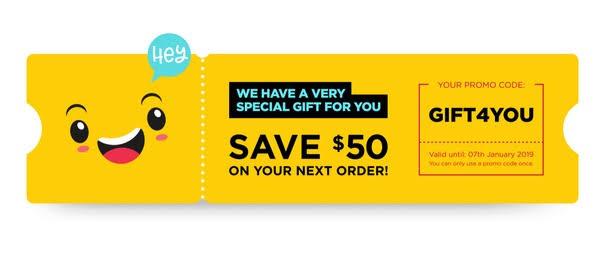 Hey
WE HAVE A VERY
SPECIAL GIFT FOR YOU
SAVE $50
ON YOUR NEXT ORDER!
YOUR PROMO CODE:
GIFT4YOU
Valid until: 07th January 2019
You can only use a promo code once.